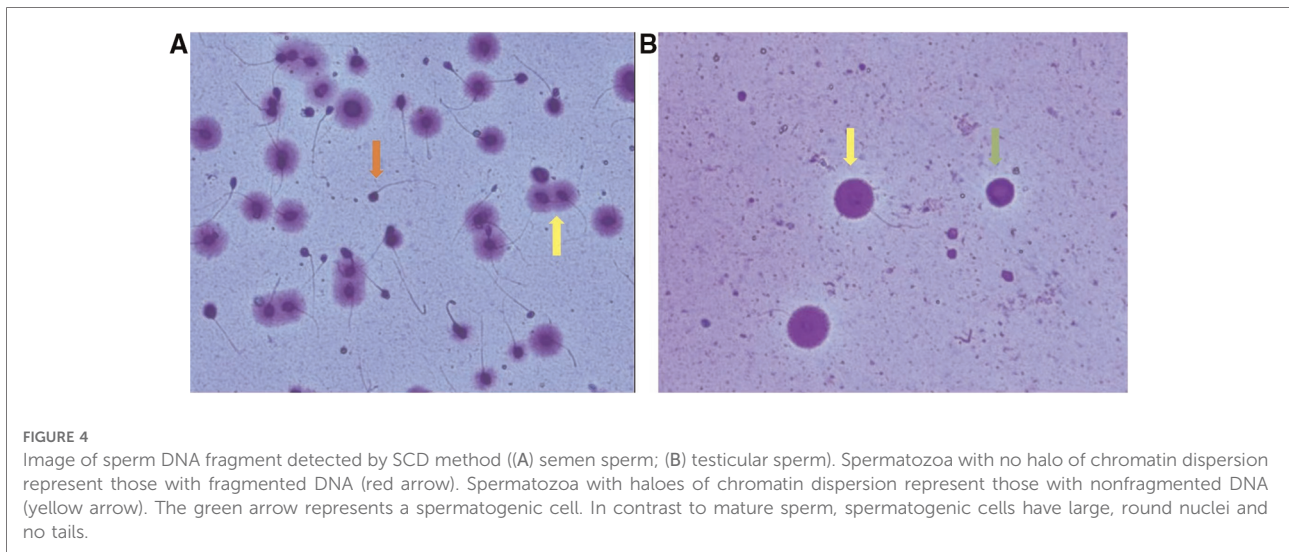 A B
FIGURE 4
Image of sperm DNA fragment detected by SCD method ((A) semen sperm; (B) testicular sperm). Spermatozoa with no halo of chromatin dispersion
represent those with fragmented DNA (red arrow). Spermatozoa with haloes of chromatin dispersion represent those with nonfragmented DNA
(yellow arrow). The green arrow represents a spermatogenic cell. In contrast to mature sperm, spermatogenic cells have large, round nuclei and
no tails.